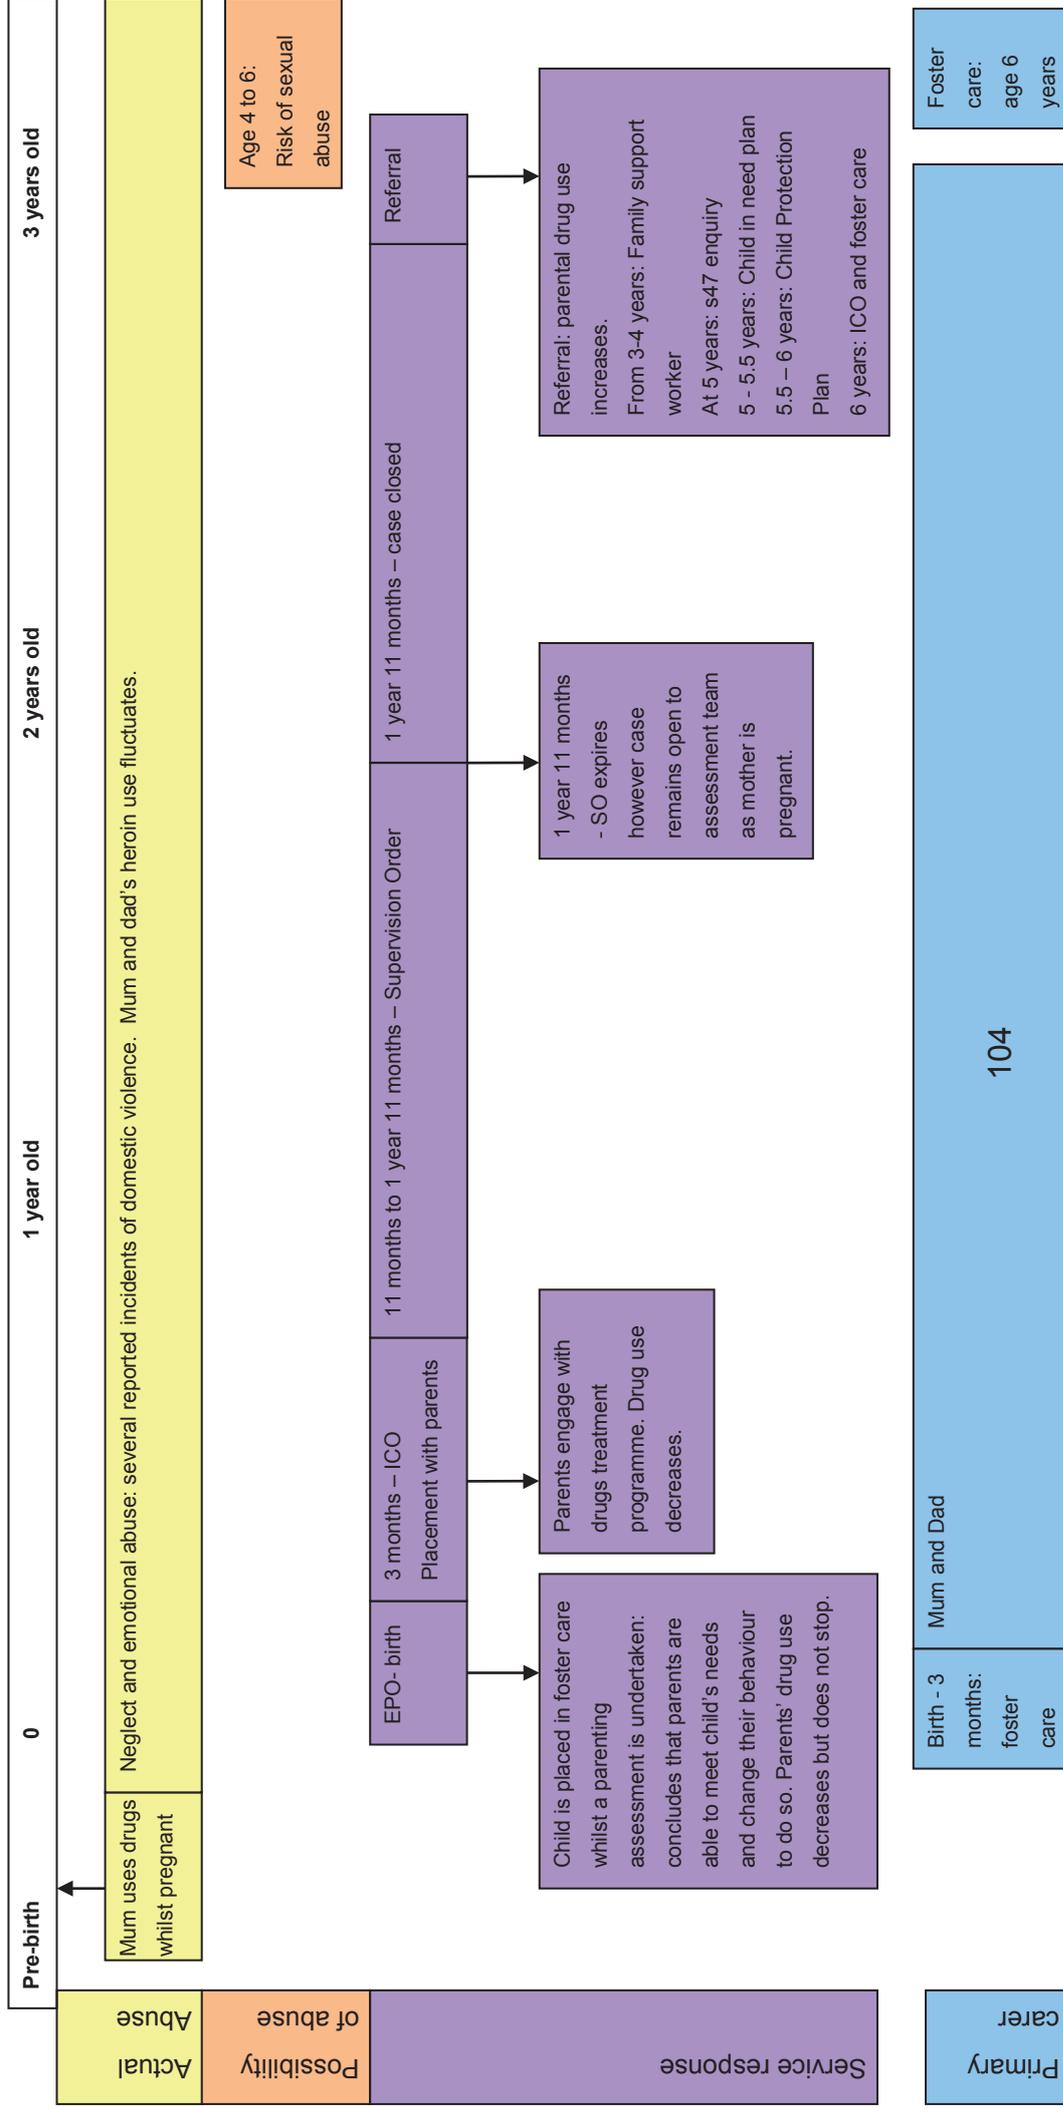 Pre-birth
0
1 year old
2 years old
3 years old
Actual
Abuse
Mum uses drugs
whilst pregnant
Neglect and emotional abuse: several reported incidents of domestic violence. Mum and dad's heroin use fluctuates.
Possibility
of abuse
Age 4 to 6:
Risk of sexual
abuse
Service response
EPO- birth
3 months – ICO
Placement with parents
11 months to 1 year 11 months – Supervision Order
1 year 11 months – case closed
Referral
Child is placed in foster care
whilst a parenting
assessment is undertaken:
concludes that parents are
able to meet child's needs
and change their behaviour
to do so. Parents' drug use
decreases but does not stop.
Parents engage with
drugs treatment
programme. Drug use
decreases.
1 year 11 months
- SO expires
however case
remains open to
assessment team
as mother is
pregnant.
Referral: parental drug use
increases.
From 3-4 years: Family support
worker
At 5 years: s47 enquiry
5 - 5.5 years: Child in need plan
5.5 – 6 years: Child Protection
Plan
6 years: ICO and foster care
Primary
carer
Birth - 3
months:
foster
care
Mum and Dad
Foster
care:
age 6
years
104